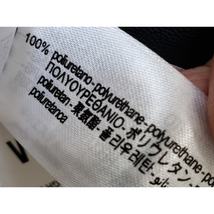 100% poliuretano-polyuréthane-polyurethane
ΠΟΛΥΟΥΡΕΘΑΝΙΟ-ポリウレタン
poliuretan-聚氨酯-폴리우레탄
poliuretanoa